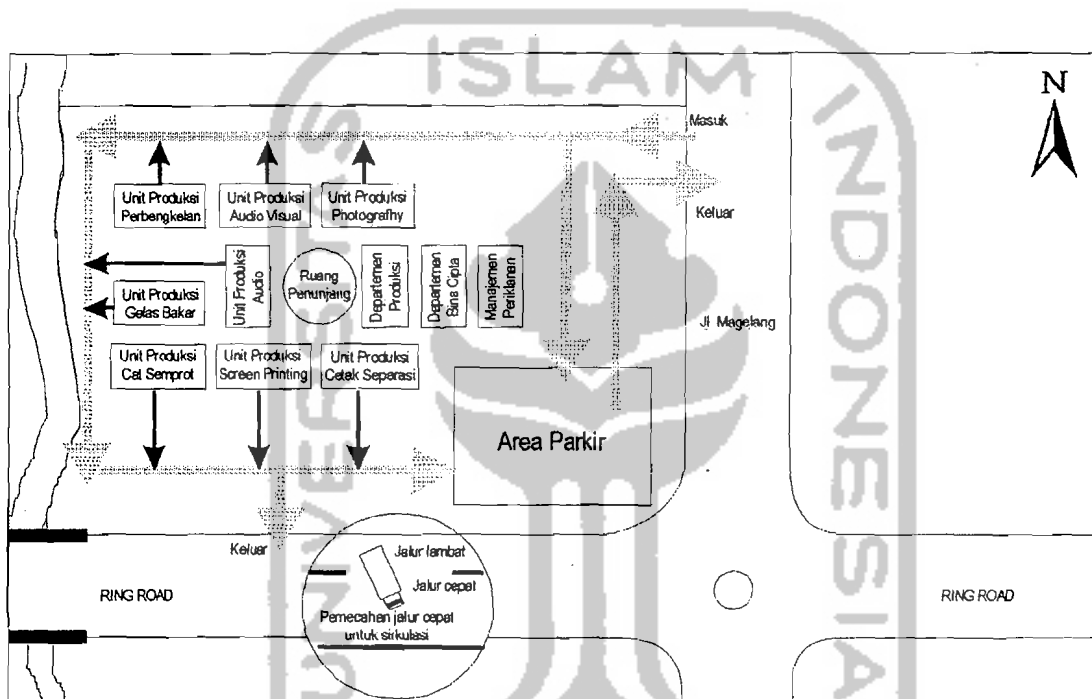 ISLAM
UNIVERSITAS
INDONESIA
N
Masuk
Keluar
Unit Produksi
Perbengkelan
Unit Produksi
Audio Visual
Unit Produksi
Photografhy
Unit Produksi
Audio
Ruang
Penunjang
Departemen
Produksi
Departemen
Bina Cipta
Manajemen
Periklanan
Unit Produksi
Gelas Bakar
Jl. Magelang
Unit Produksi
Cat Semprot
Unit Produksi
Screen Printing
Unit Produksi
Cetak Separasi
Area Parkir
Keluar
Jalur lambat
Jalur cepat
Pemecahan jalur cepat
untuk sirkulasi
RING ROAD
RING ROAD